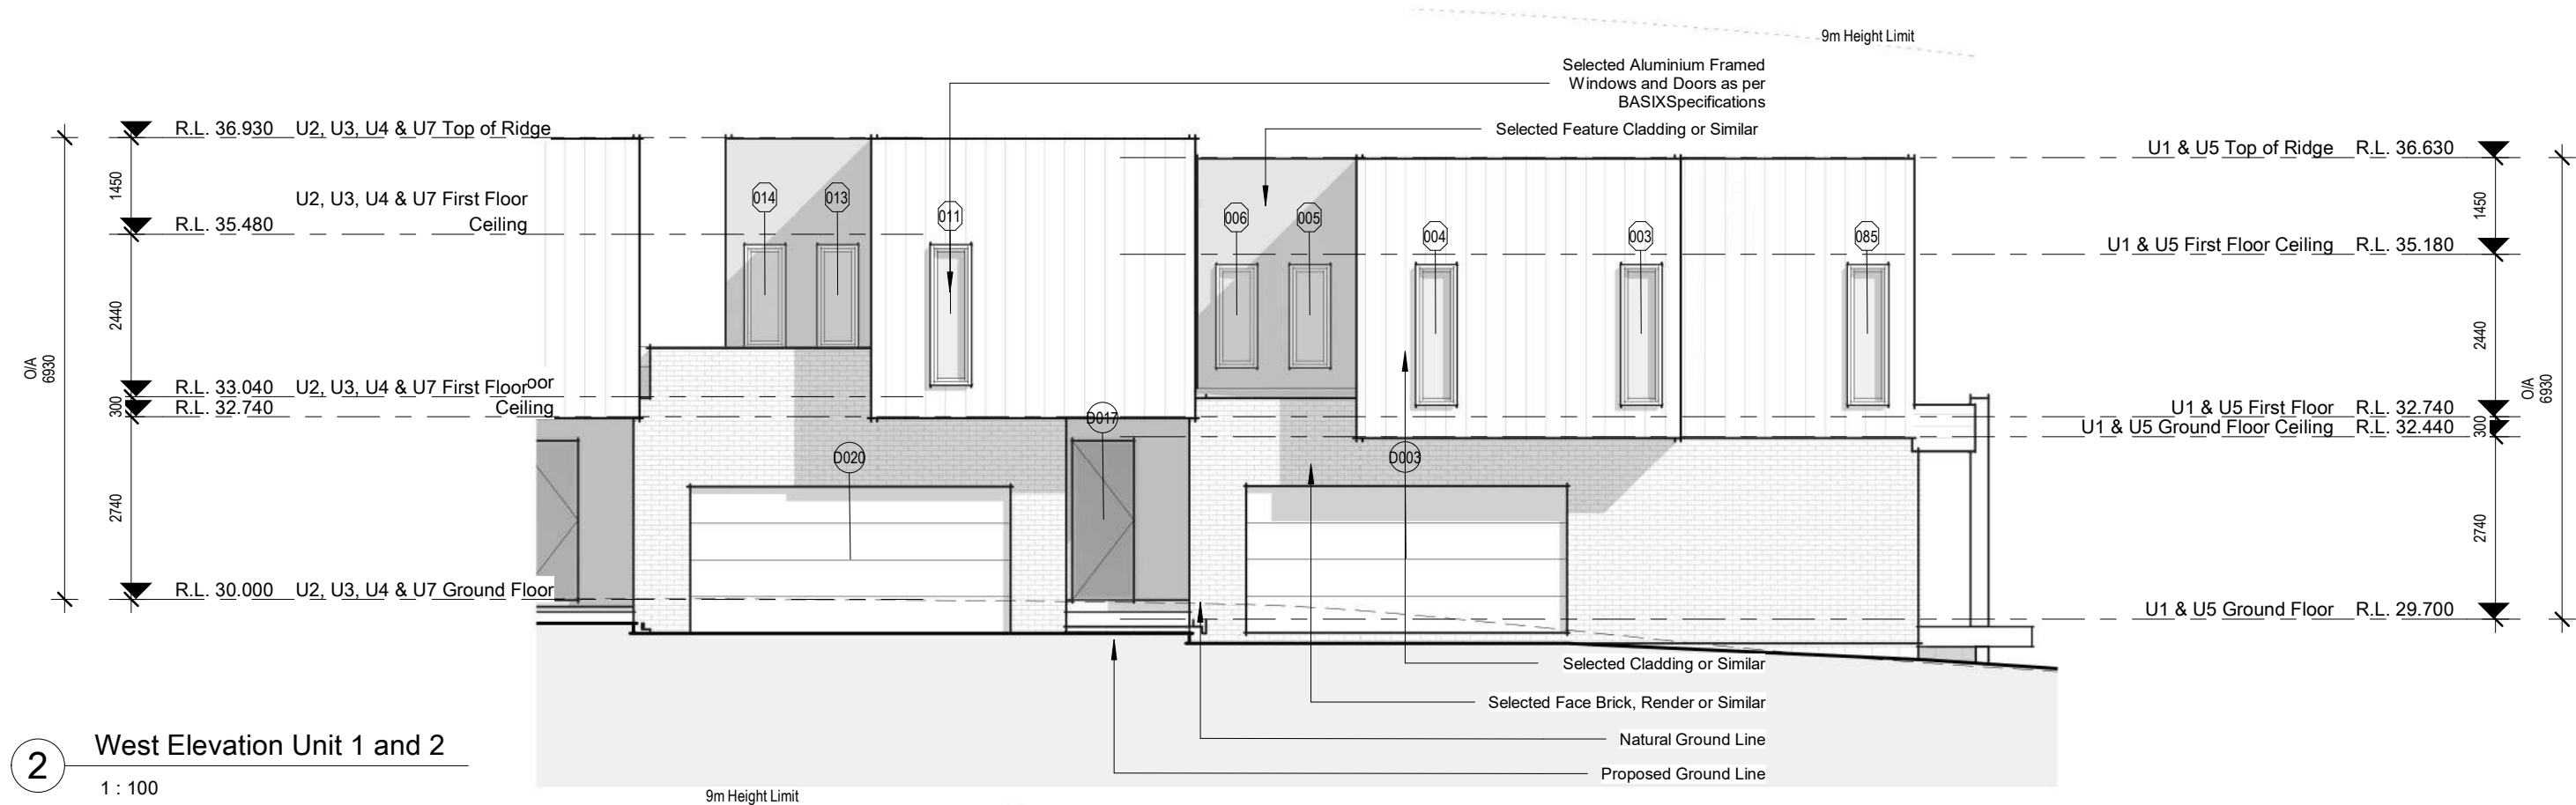 9m Height Limit
Selected Aluminium Framed
Windows and Doors as per
BASIXSpecifications
Selected Feature Cladding or Similar
R.L. 36.930 U2, U3, U4 & U7 Top of Ridge
U1 & U5 Top of Ridge R.L. 36.630
1450
U2, U3, U4 & U7 First Floor
R.L. 35.480 Ceiling
014
013
011
006
005
004
003
085
1450
U1 & U5 First Floor Ceiling R.L. 35.180
2440
2440
O/A
6930
O/A
6930
R.L. 33.040 U2, U3, U4 & U7 First Floor
oor
300
R.L. 32.740 Ceiling
U1 & U5 First Floor R.L. 32.740
300
U1 & U5 Ground Floor Ceiling R.L. 32.440
D017
D020
D003
2740
2740
R.L. 30.000 U2, U3, U4 & U7 Ground Floor
U1 & U5 Ground Floor R.L. 29.700
Selected Cladding or Similar
Selected Face Brick, Render or Similar
Natural Ground Line
Proposed Ground Line
2
West Elevation Unit 1 and 2
1 : 100
9m Height Limit